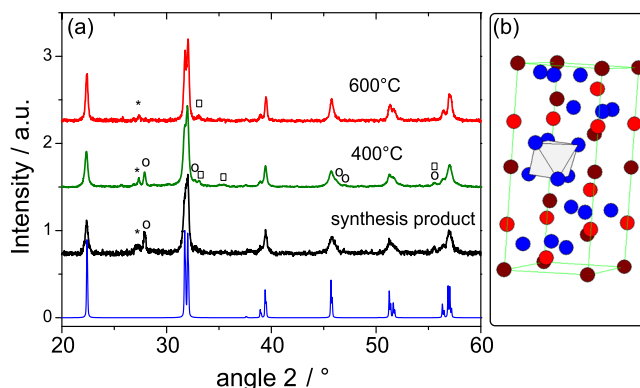 (a)
(b)
Intensity / a.u.
3
2
1
0
600°C
*
400°C
* o o o o
synthesis product
* o
20 30 40 50 60
angle 2 / °